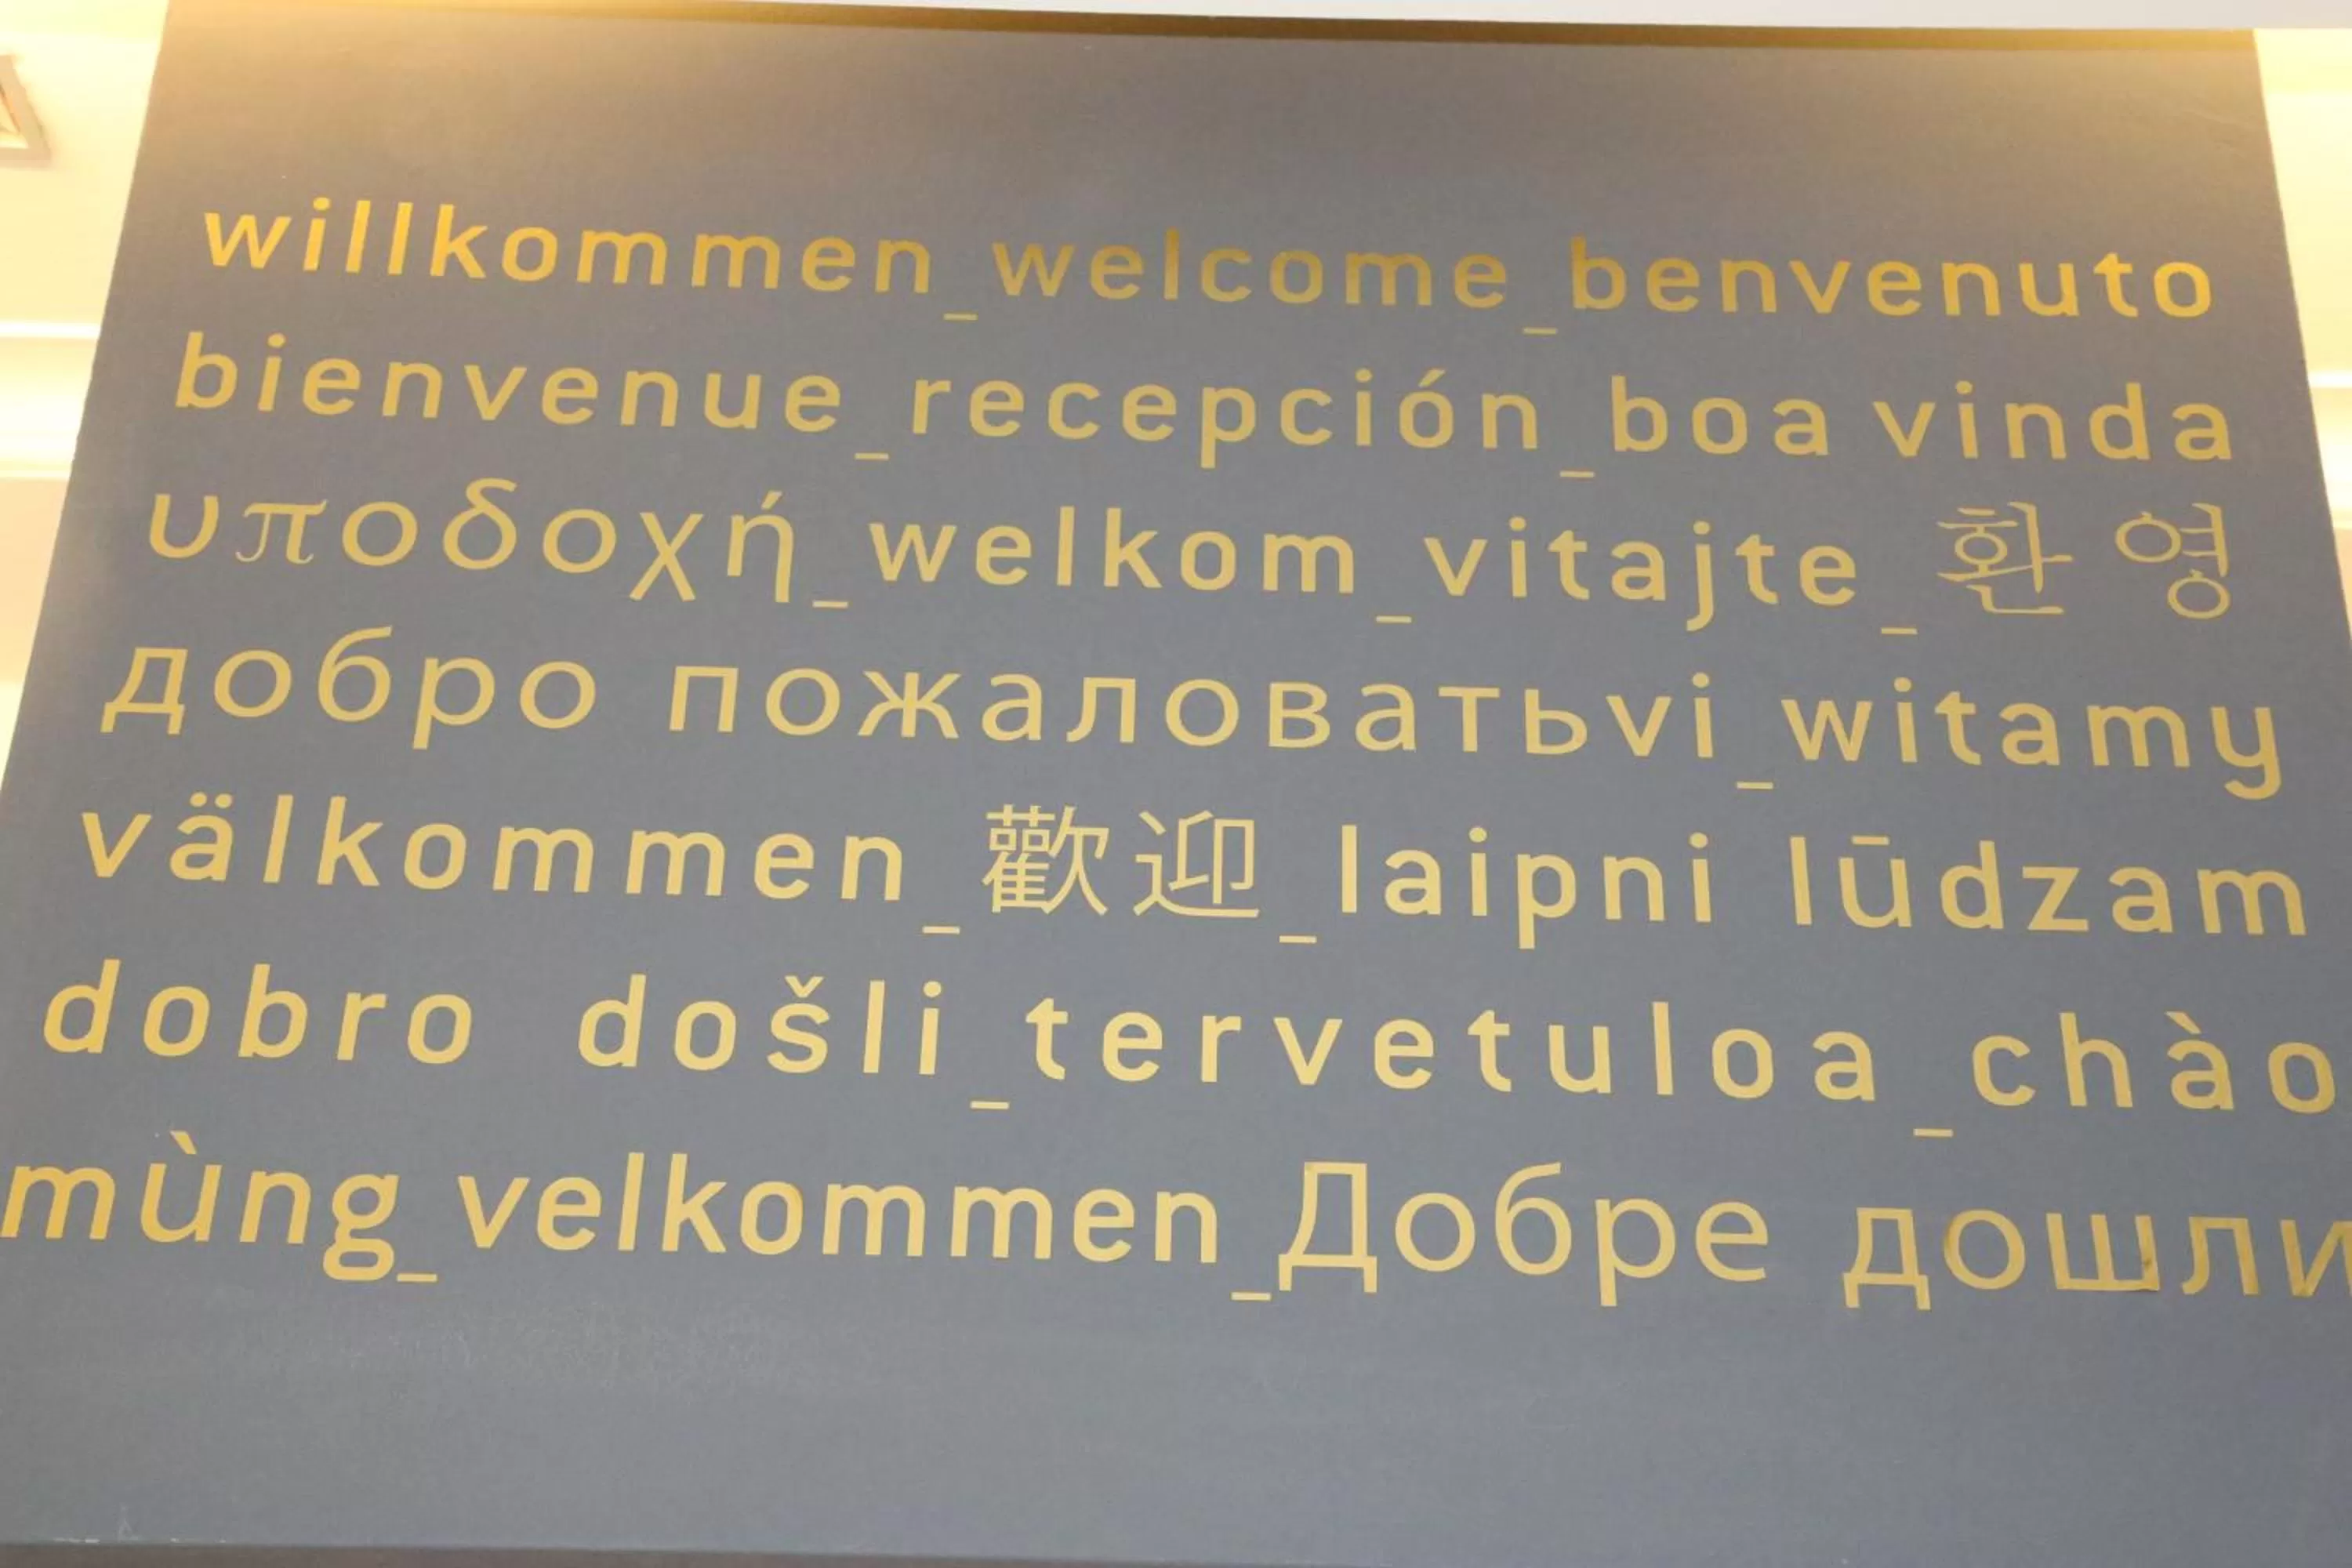 willkommen_welcome_benvenuto
bienvenue_recepción_boa vinda
υποδοχή_welkom_vitajte_환영
добро пожаловатьvi_witamy
välkommen_歡迎_laipni lūdzam
dobro došli_tervetuloa_chào
mùng_velkommen_Добре дошли